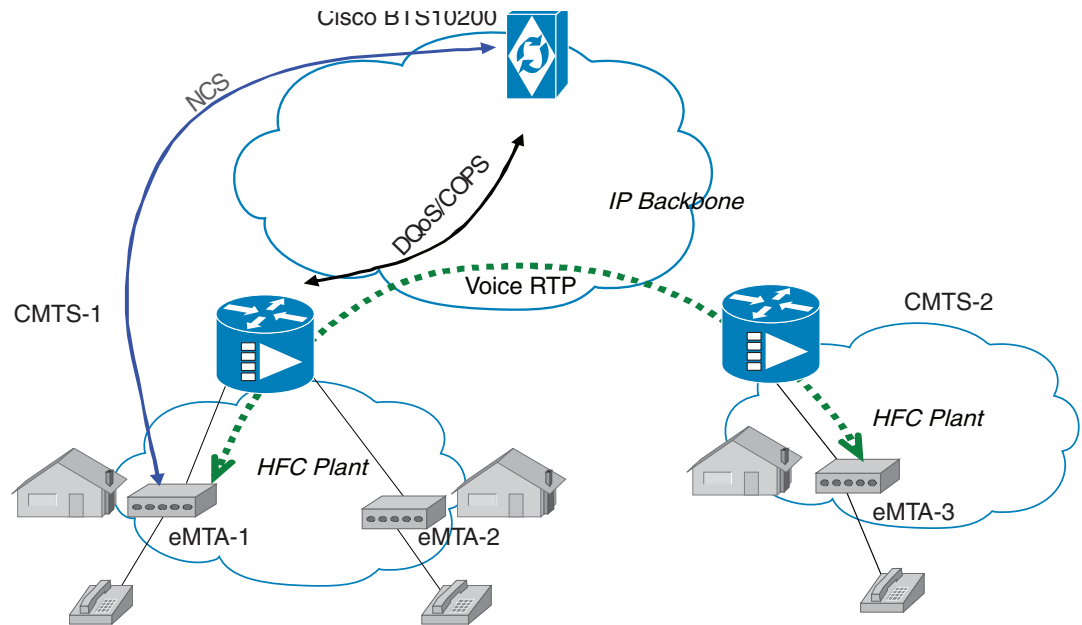 Cisco BTS10200
NCS
DQoS/COPS
IP Backbone
Voice RTP
CMTS-1
CMTS-2
HFC Plant
HFC Plant
eMTA-1
eMTA-2
eMTA-3